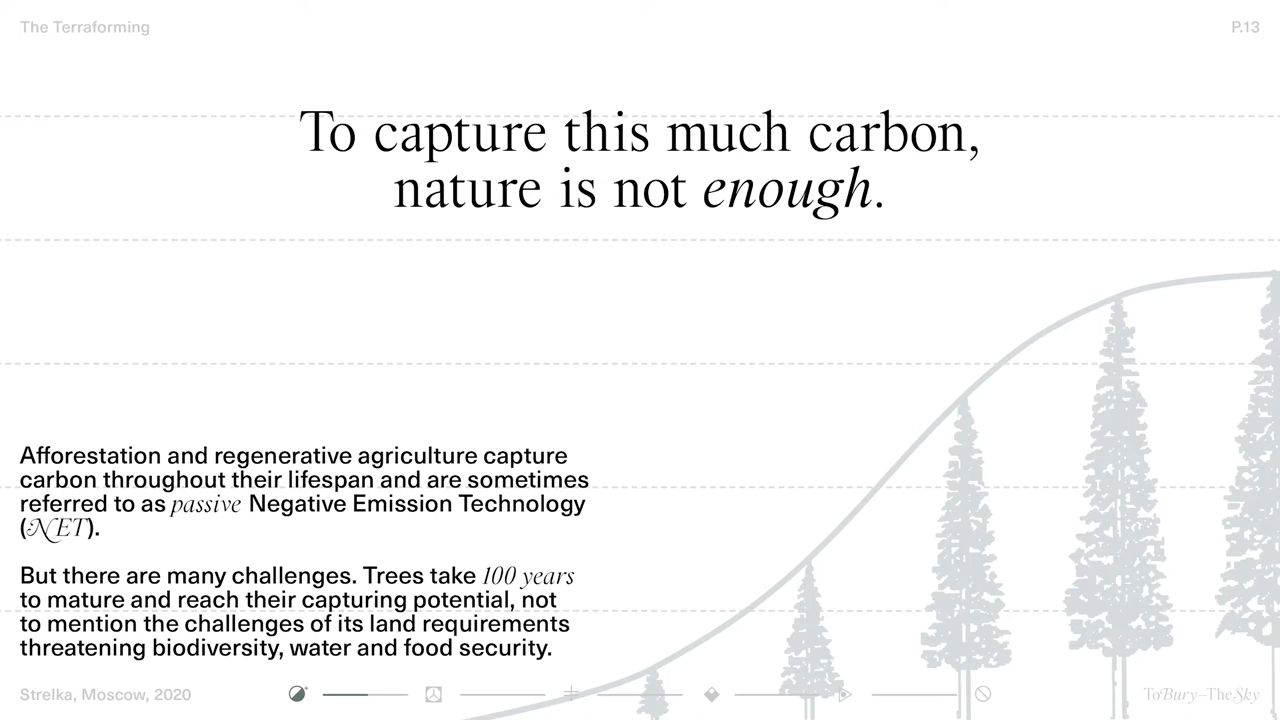 The Terraforming
P.13
To capture this much carbon,
nature is not enough.
Afforestation and regenerative agriculture capture
carbon throughout their lifespan and are sometimes
referred to as passive Negative Emission Technology
(NET).
But there are many challenges. Trees take 100 years
to mature and reach their capturing potential, not
to mention the challenges of its land requirements
threatening biodiversity, water and food security.
Strelka, Moscow, 2020
To Bury–The Sky